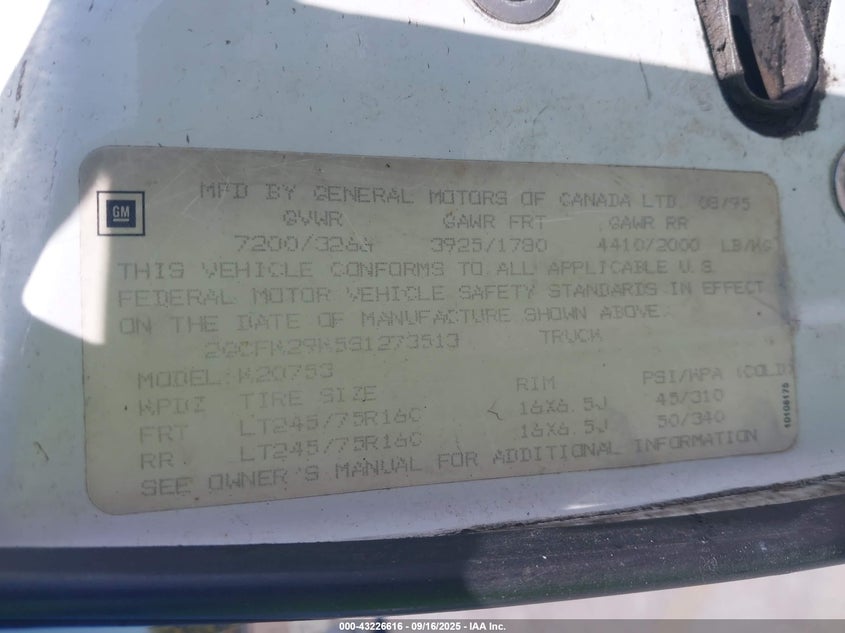 MFD BY GENERAL MOTORS OF CANADA LTD. 08/95
GM
GVWR GAWR FRT GAWR RR
7200/3266 3925/1780 4410/2000 LB/KG
THIS VEHICLE CONFORMS TO ALL APPLICABLE U.S.
FEDERAL MOTOR VEHICLE SAFETY STANDARDS IN EFFECT
ON THE DATE OF MANUFACTURE SHOWN ABOVE.
2GCFK29K5S1273513 TRUCK
MODEL: K20753
TIRE SIZE RIM PSI/KPA (COLD)
FRT LT245/75R16C 16X6.5J 45/310
RR LT245/75R16C 16X6.5J 50/340
SEE OWNER'S MANUAL FOR ADDITIONAL INFORMATION
10106175
000-43226616 - 09/16/2025 - IAA Inc.